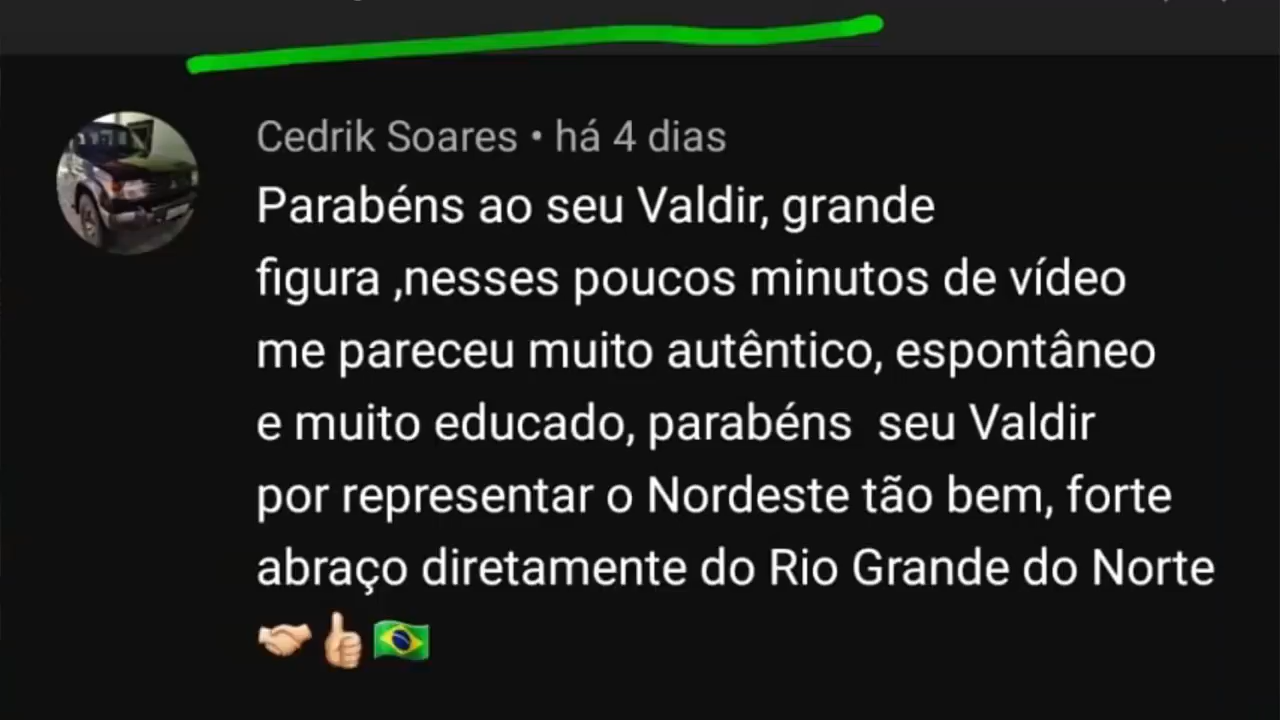 Cedrik Soares • há 4 dias
Parabéns ao seu Valdir, grande
figura ,nesses poucos minutos de vídeo
me pareceu muito autêntico, espontâneo
e muito educado, parabéns  seu Valdir
por representar o Nordeste tão bem, forte
abraço diretamente do Rio Grande do Norte
🤝🏻👍🏻🇧🇷